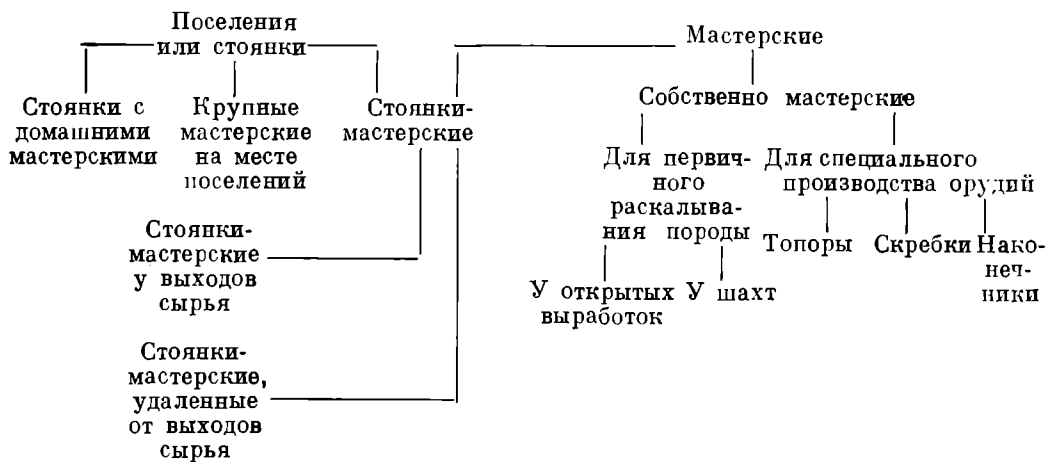 Поселения
или стоянки
Мастерские
Стоянки с
домашними
мастерскими
Крупные
мастерские
на месте
поселений
Стоянки-
мастерские
Собственно мастерские
Для первич-
ного
раскалыва-
ния породы
Для специального
производства орудий
Стоянки-
мастерские
у выходов
сырья
Топоры
Скребки
Нако-
неч-
ники
У открытых
выработок
У шахт
Стоянки-
мастерские,
удаленные
от выходов
сырья